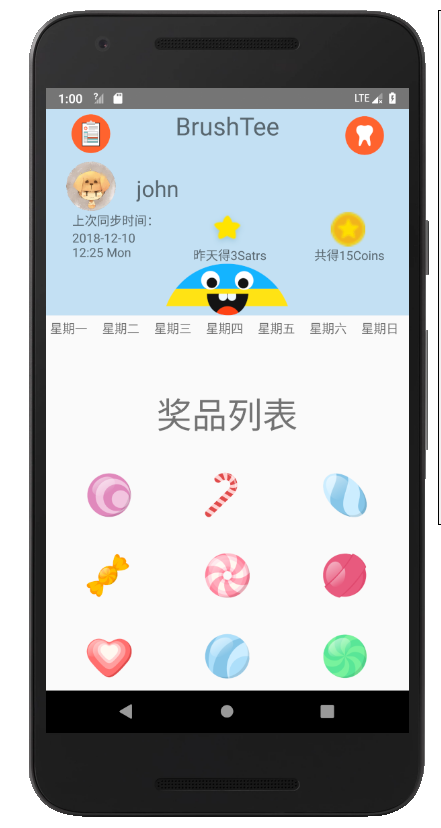 1:00
LTE
BrushTee
john
上次同步时间：
2018-12-10
12:25 Mon
昨天得3Satrs
共得15Coins
星期一 星期二 星期三 星期四 星期五 星期六 星期日
奖品列表